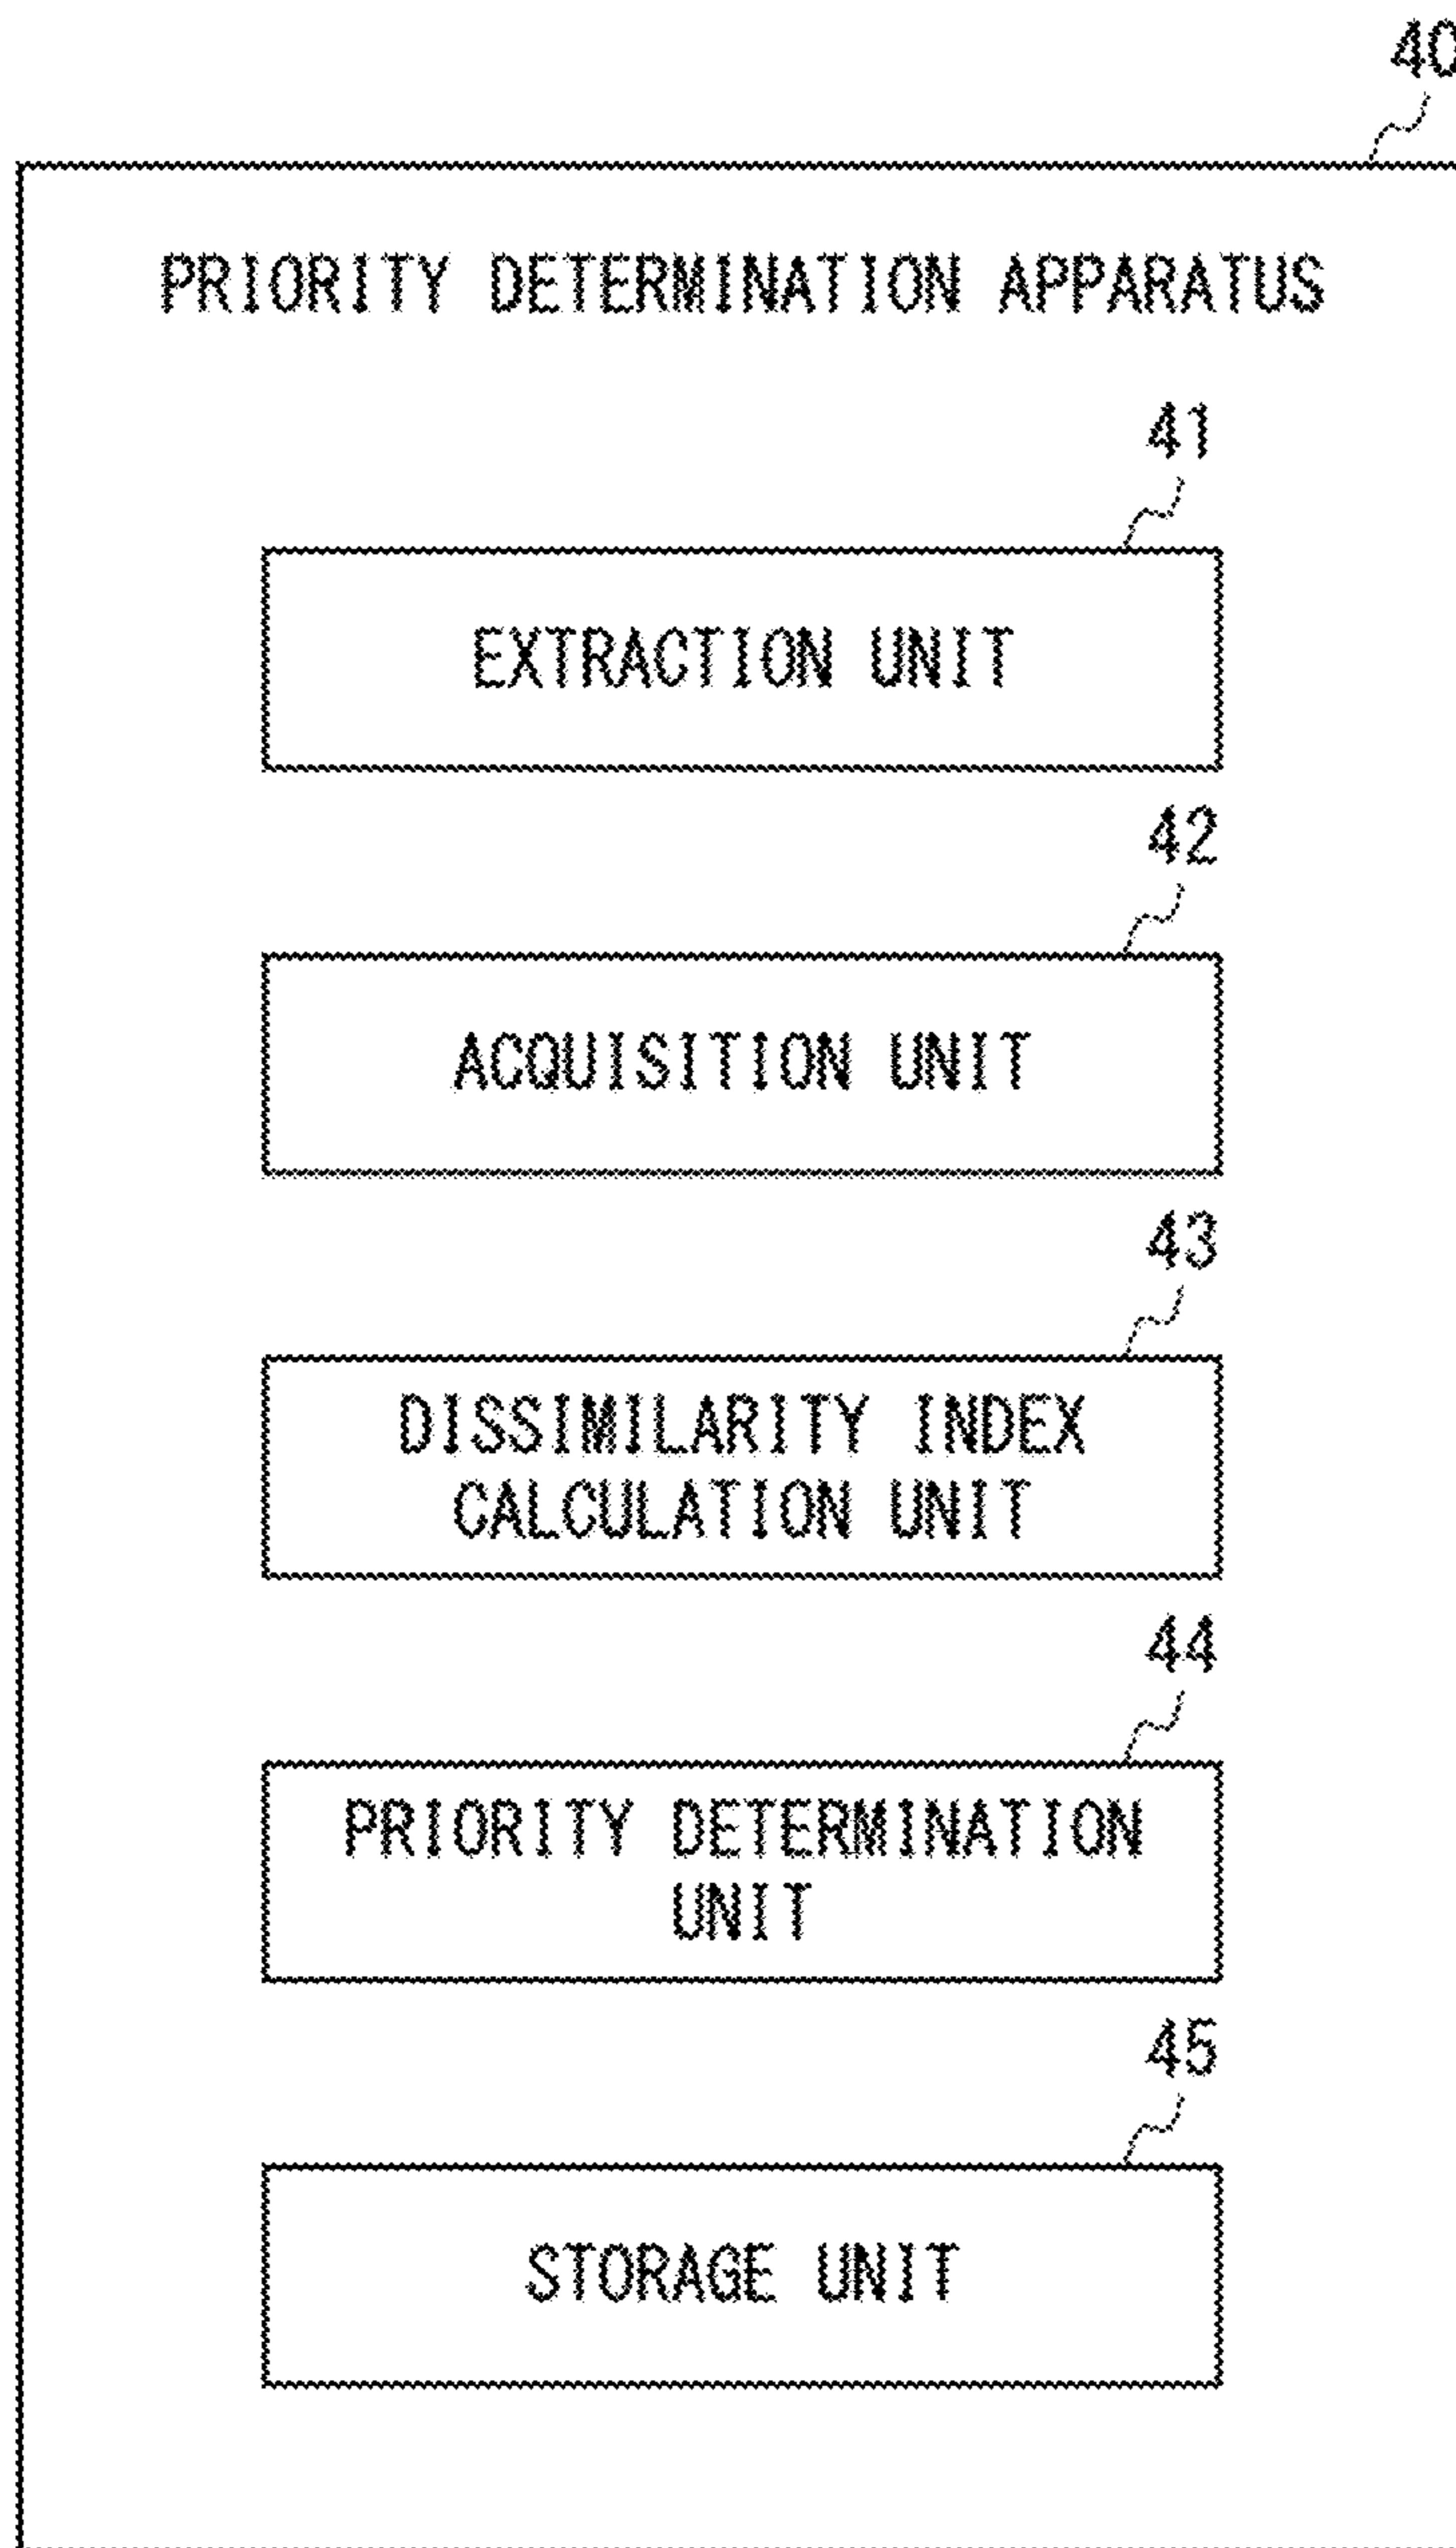 40
PRIORITY DETERMINATION APPARATUS
41
EXTRACTION UNIT
42
ACQUISITION UNIT
43
DISSIMILARITY INDEX
CALCULATION UNIT
44
PRIORITY DETERMINATION
UNIT
45
STORAGE UNIT